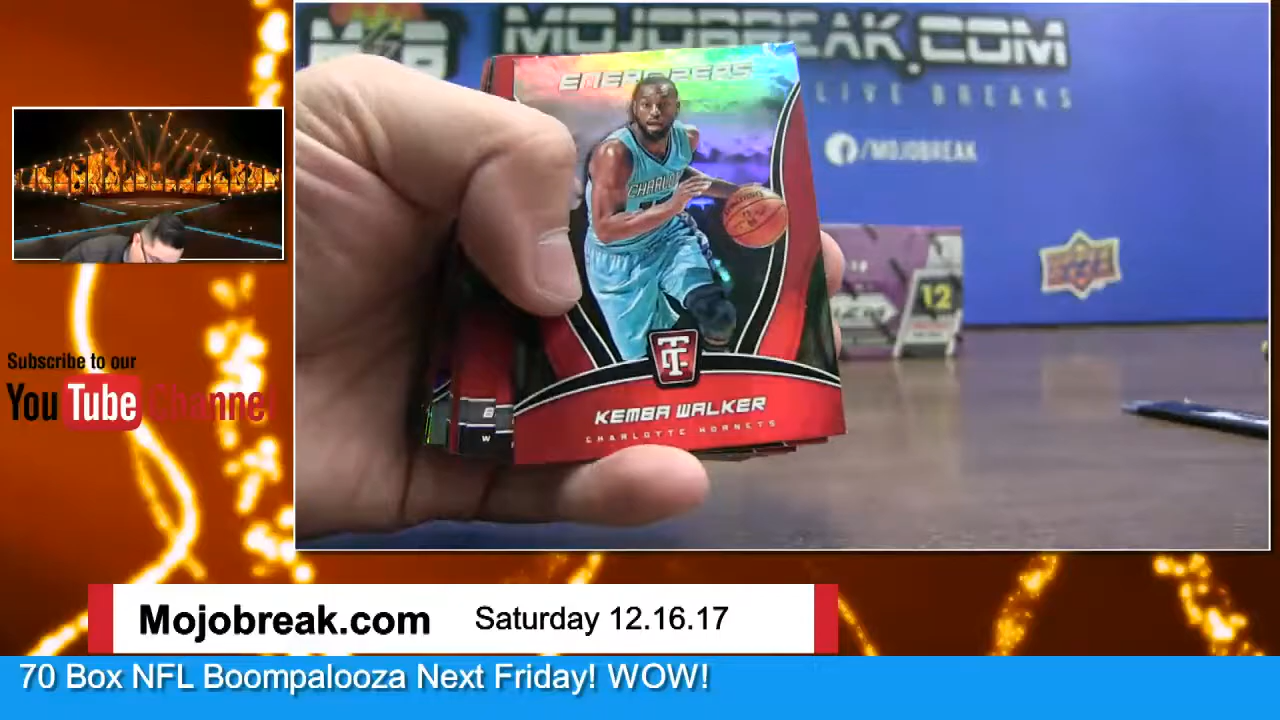 MOJOBREAK.COM
LIVE BREAKS
/MOJOBREAK
ENERGIZERS
CHARLO
KEMBA WALKER
CHARLOTTE HORNETS
12
Subscribe to our
YouTube Channel
Mojobreak.com
Saturday 12.16.17
70 Box NFL Boompalooza Next Friday! WOW!